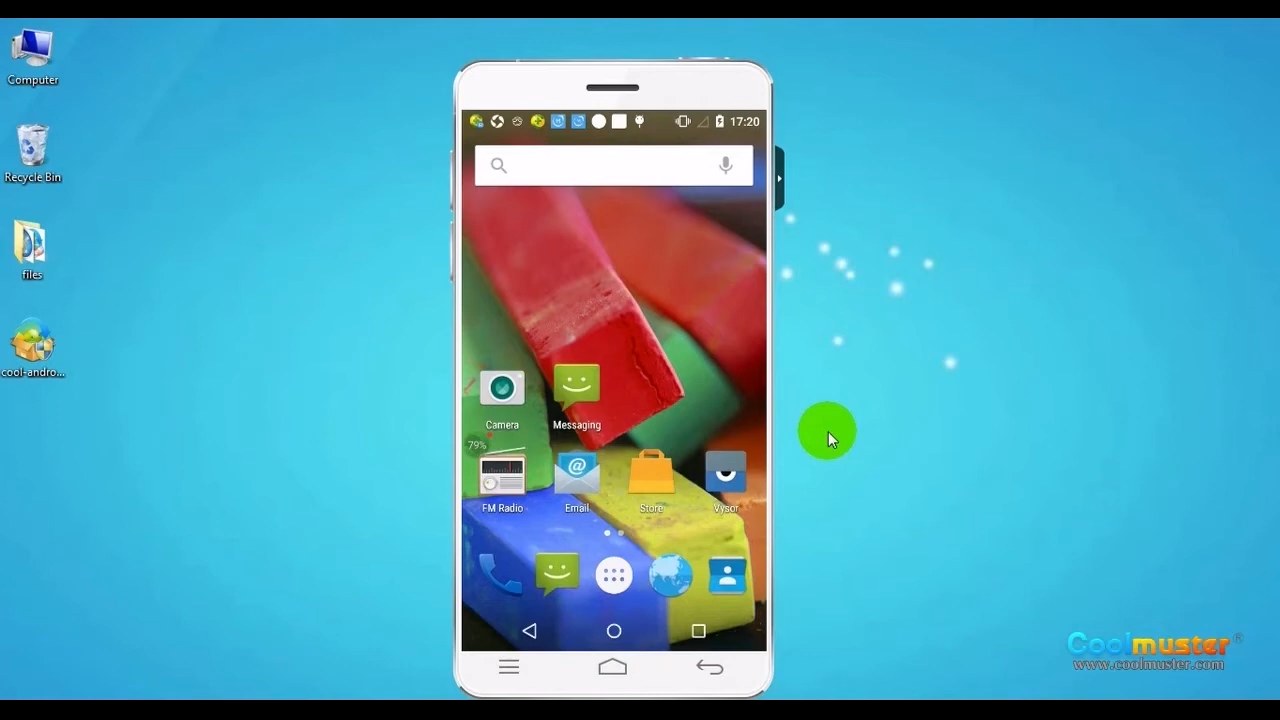 Computer
Recycle Bin
files
cool-andro...
17:20
Camera
Messaging
79%
FM Radio
Email
Store
Vysor
Coolmuster®
www.coolmuster.com